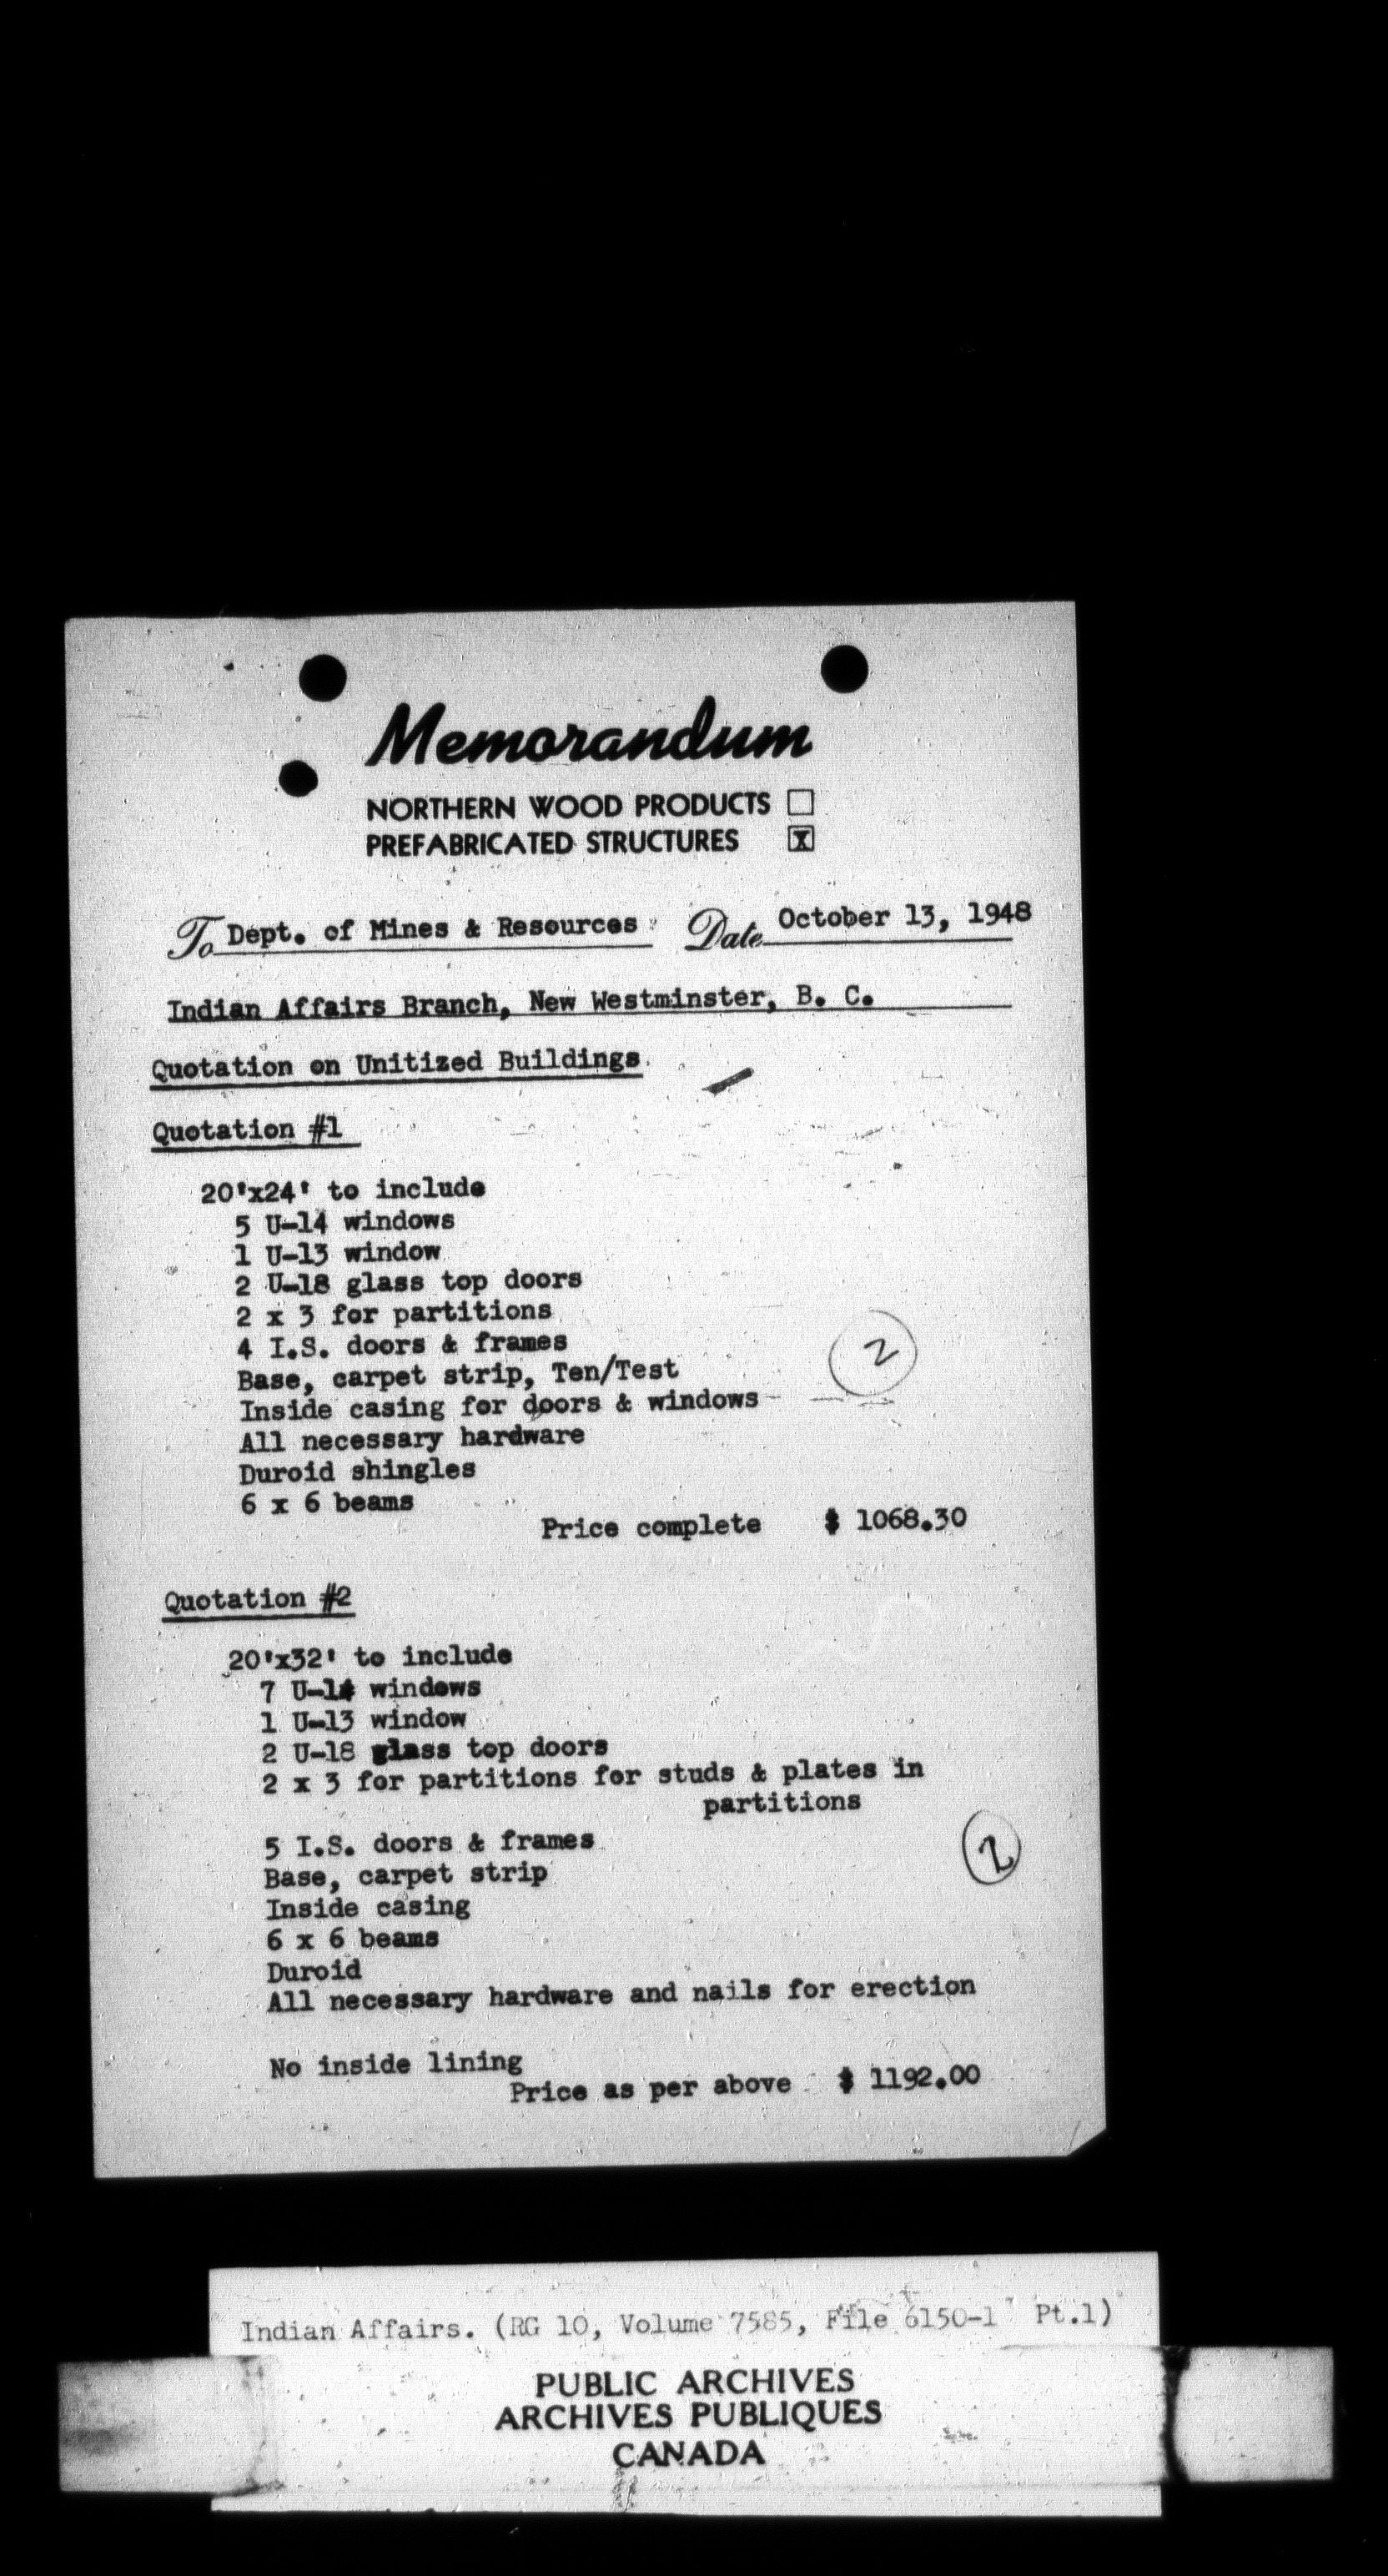 Memorandum
NORTHERN WOOD PRODUCTS ☐
PREFABRICATED STRUCTURES ☒
To Dept. of Mines & Resources Date October 13, 1948
Indian Affairs Branch, New Westminster, B. C.
Quotation on Unitized Buildings
Quotation #1
20'x24' to include
5 U-14 windows
1 U-13 window
2 U-18 glass top doors
2 x 3 for partitions
4 I.S. doors & frames
2
Base, carpet strip, Ten/Test
Inside casing for doors & windows
All necessary hardware
Duroid shingles
6 x 6 beams
Price complete $ 1068.30
Quotation #2
20'x32' to include
7 U-14 windows
1 U-13 window
2 U-18 glass top doors
2 x 3 for partitions for studs & plates in
partitions
5 I.S. doors & frames
2
Base, carpet strip
Inside casing
6 x 6 beams
Duroid
All necessary hardware and nails for erection
No inside lining
Price as per above $ 1192.00
Indian Affairs. (RG 10, Volume 7585, File 6150-1 Pt.1)
PUBLIC ARCHIVES
ARCHIVES PUBLIQUES
CANADA